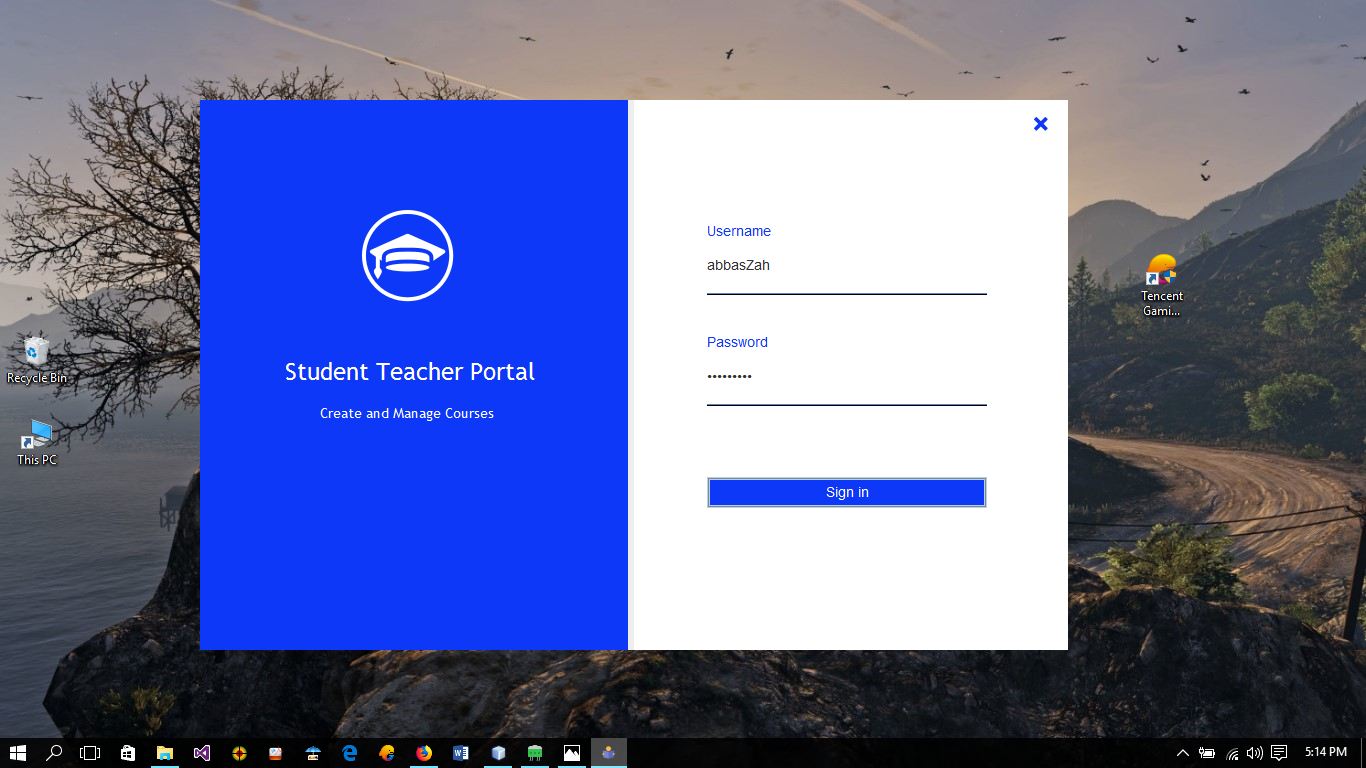 Username
abbasZah
Password
•••••••••
Sign in
Student Teacher Portal
Create and Manage Courses
Recycle Bin
This PC
Tencent
Gami...
5:14 PM